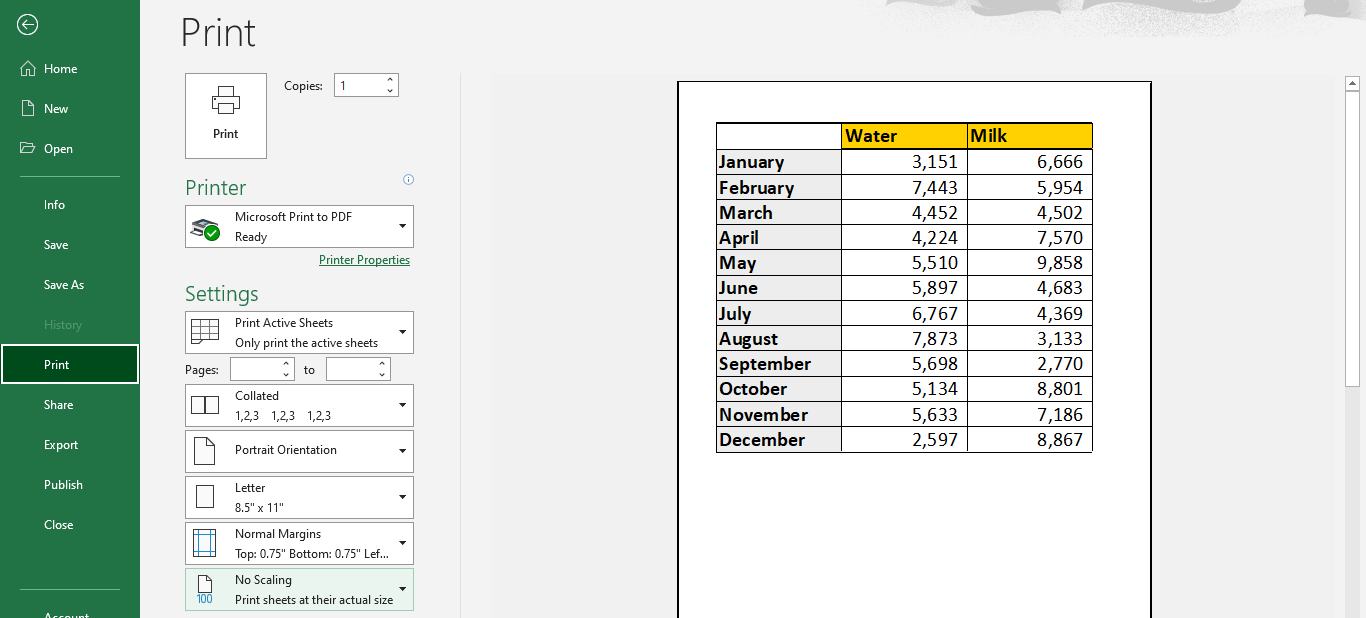 Print
Home
New
Open
Info
Save
Save As
History
Print
Share
Export
Publish
Close
Account
Print
Copies: 1
Printer
Microsoft Print to PDF
Ready
Printer Properties
Settings
Print Active Sheets
Only print the active sheets
Pages: to
Collated
1,2,3 1,2,3 1,2,3
Portrait Orientation
Letter
8.5" x 11"
Normal Margins
Top: 0.75" Bottom: 0.75" Lef...
100
No Scaling
Print sheets at their actual size
Water Milk
January 3,151 6,666
February 7,443 5,954
March 4,452 4,502
April 4,224 7,570
May 5,510 9,858
June 5,897 4,683
July 6,767 4,369
August 7,873 3,133
September 5,698 2,770
October 5,134 8,801
November 5,633 7,186
December 2,597 8,867